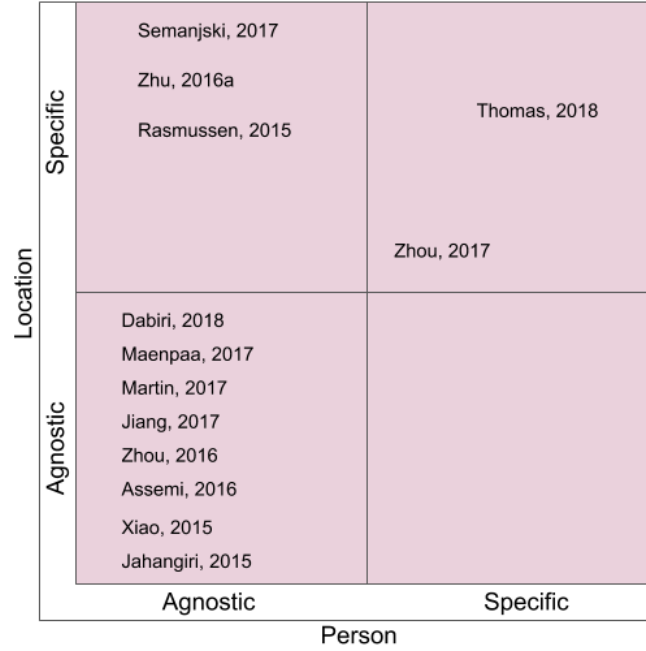 Semanjski, 2017
Zhu, 2016a
Rasmussen, 2015
Thomas, 2018
Zhou, 2017
Specific
Location
Agnostic
Dabiri, 2018
Maenpaa, 2017
Martin, 2017
Jiang, 2017
Zhou, 2016
Assemi, 2016
Xiao, 2015
Jahangiri, 2015
Agnostic
Specific
Person